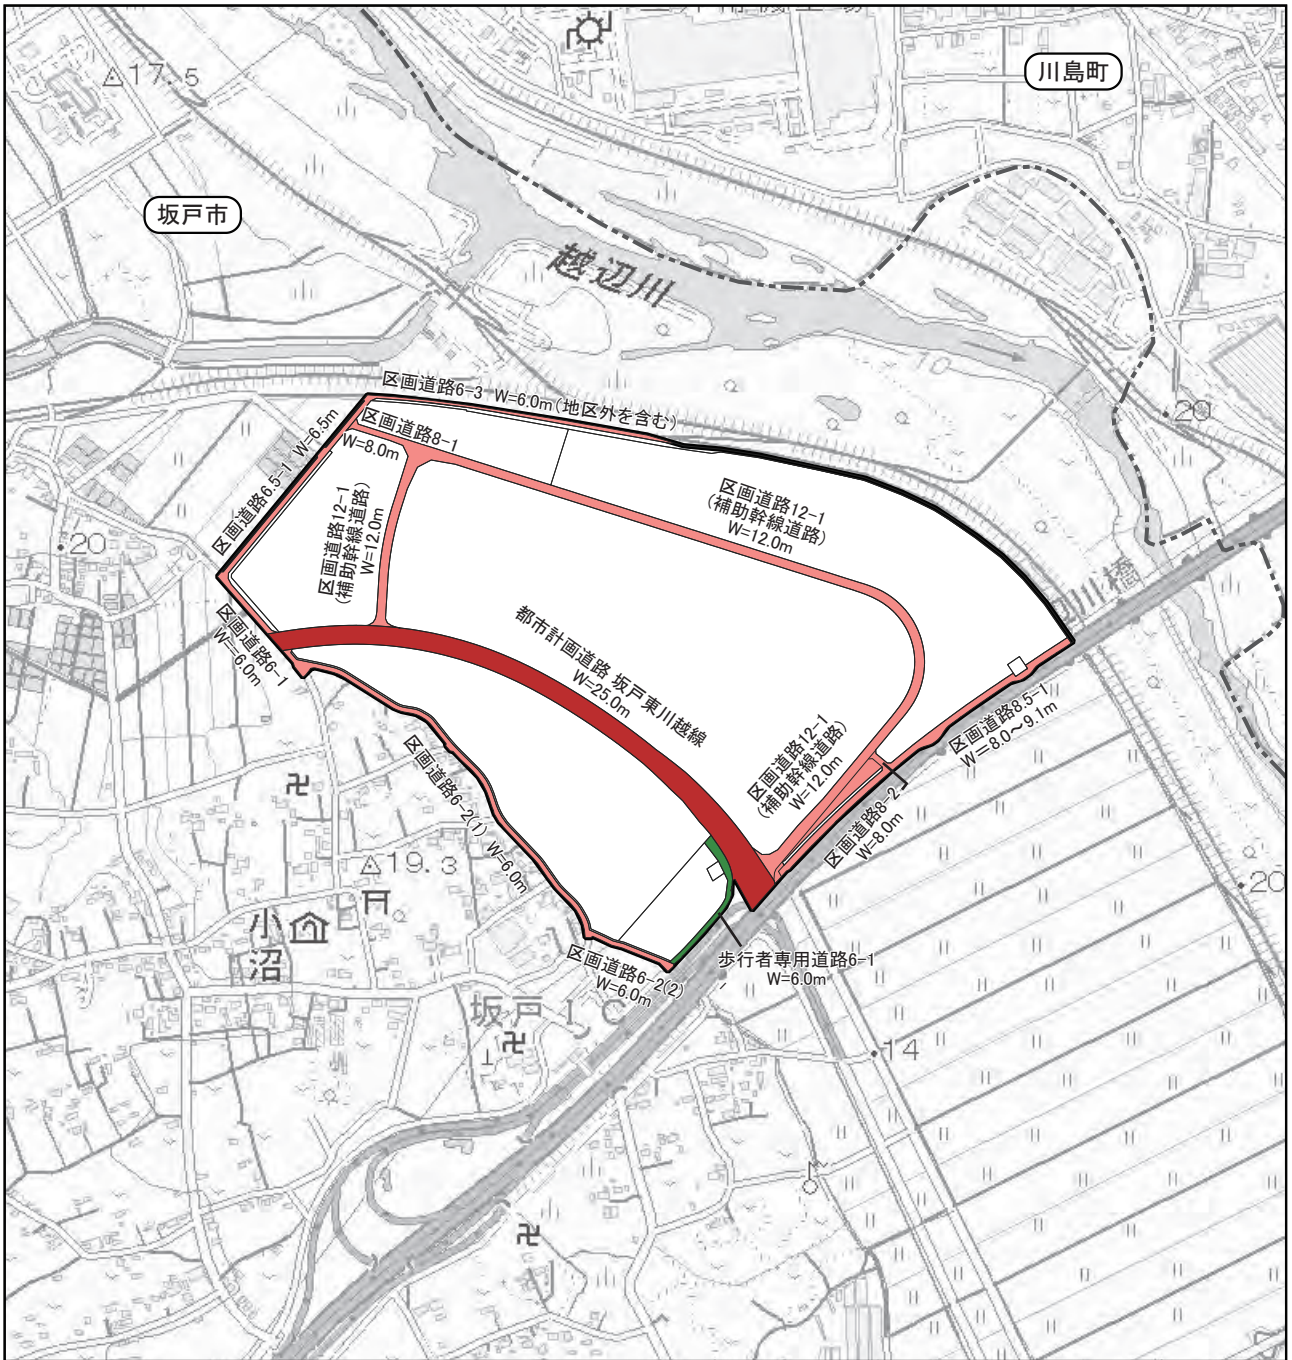 川島町
17.5
坂戸市
越辺川
区画道路6-3 W=6.0m(地区外を含む)
区画道路8-1
W=8.0m
区画道路6.5-1 W=6.5m
区画道路12-1
(補助幹線道路)
W=12.0m
区画道路12-1
(補助幹線道路)
W=12.0m
20
20
区画道路6-1
W=6.0m
都市計画道路 坂戸東川越線
W=25.0m
区画道路8.5-1
W=8.0～9.1m
区画道路12-1
(補助幹線道路)
W=12.0m
区画道路8-2
W=8.0m
区画道路6-2(1) W=6.0m
19.3
20
小沼
区画道路6-2(2)
W=6.0m
歩行者専用道路6-1
W=6.0m
坂戸IC
14